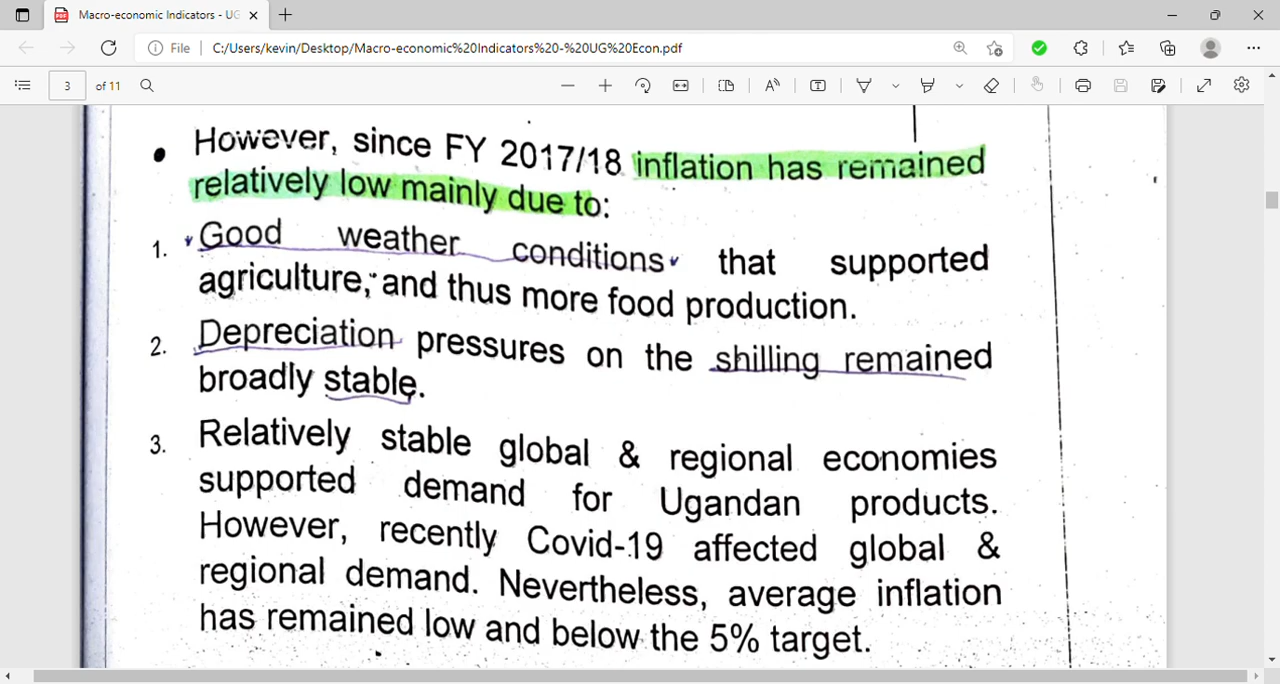 Macro-economic Indicators - UG
File C:/Users/kevin/Desktop/Macro-economic%20Indicators%20-%20UG%20Econ.pdf
3 of 11
However, since FY 2017/18 inflation has remained
relatively low mainly due to:
1. Good weather conditions that supported
agriculture, and thus more food production.
2. Depreciation pressures on the shilling remained
broadly stable.
3. Relatively stable global & regional economies
supported demand for Ugandan products.
However, recently Covid-19 affected global &
regional demand. Nevertheless, average inflation
has remained low and below the 5% target.